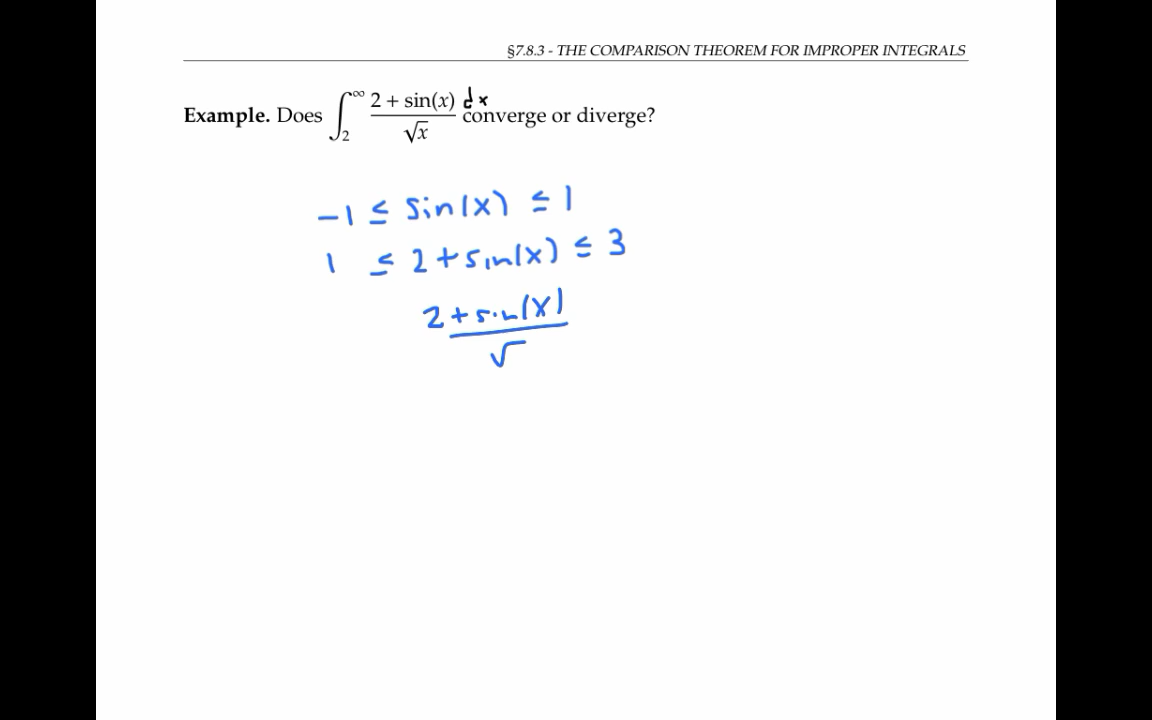 §7.8.3 - THE COMPARISON THEOREM FOR IMPROPER INTEGRALS
Example. Does ∫₂^∞ (2 + sin(x))/√x dx converge or diverge?
-1 ≤ sin(x) ≤ 1
1 ≤ 2 + sin(x) ≤ 3
2 + sin(x)
√